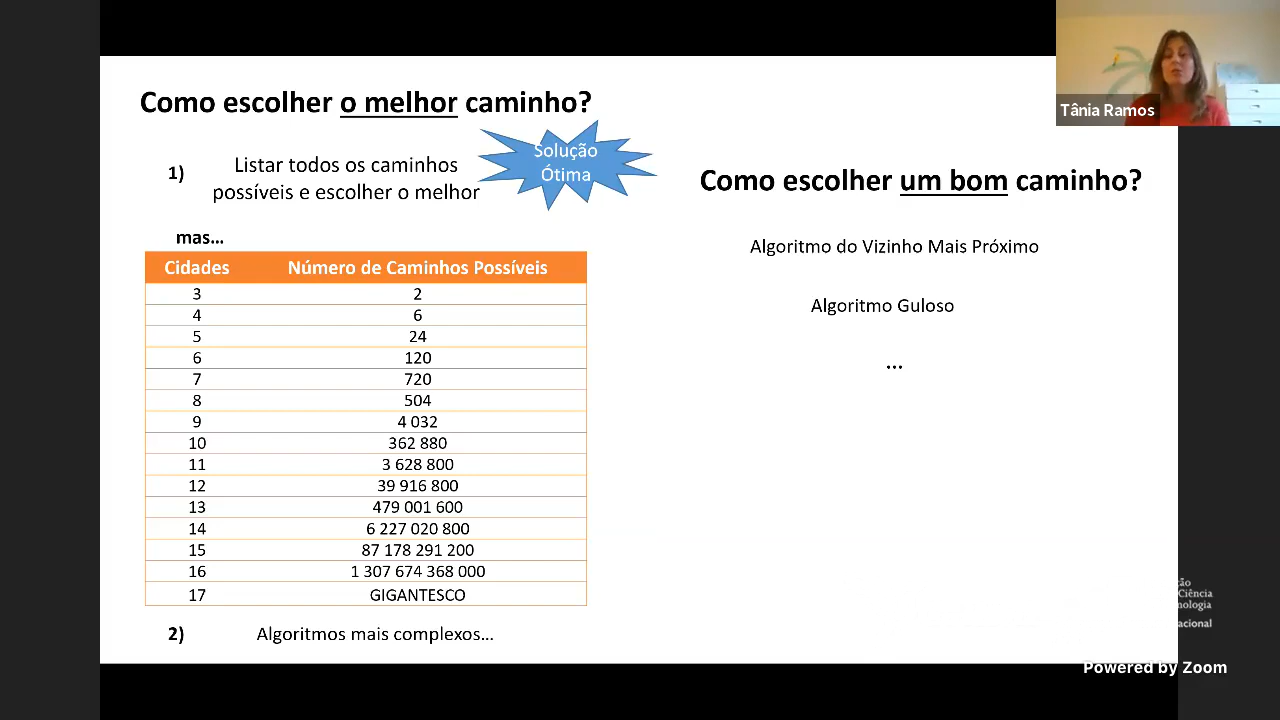 Como escolher o melhor caminho?
1) Listar todos os caminhos
possíveis e escolher o melhor
Solução
Ótima
mas...
Cidades Número de Caminhos Possíveis
3 2
4 6
5 24
6 120
7 720
8 504
9 4 032
10 362 880
11 3 628 800
12 39 916 800
13 479 001 600
14 6 227 020 800
15 87 178 291 200
16 1 307 674 368 000
17 GIGANTESCO
2) Algoritmos mais complexos...
Como escolher um bom caminho?
Algoritmo do Vizinho Mais Próximo
Algoritmo Guloso
...
Tânia Ramos
Ciência
Powered by Zoom